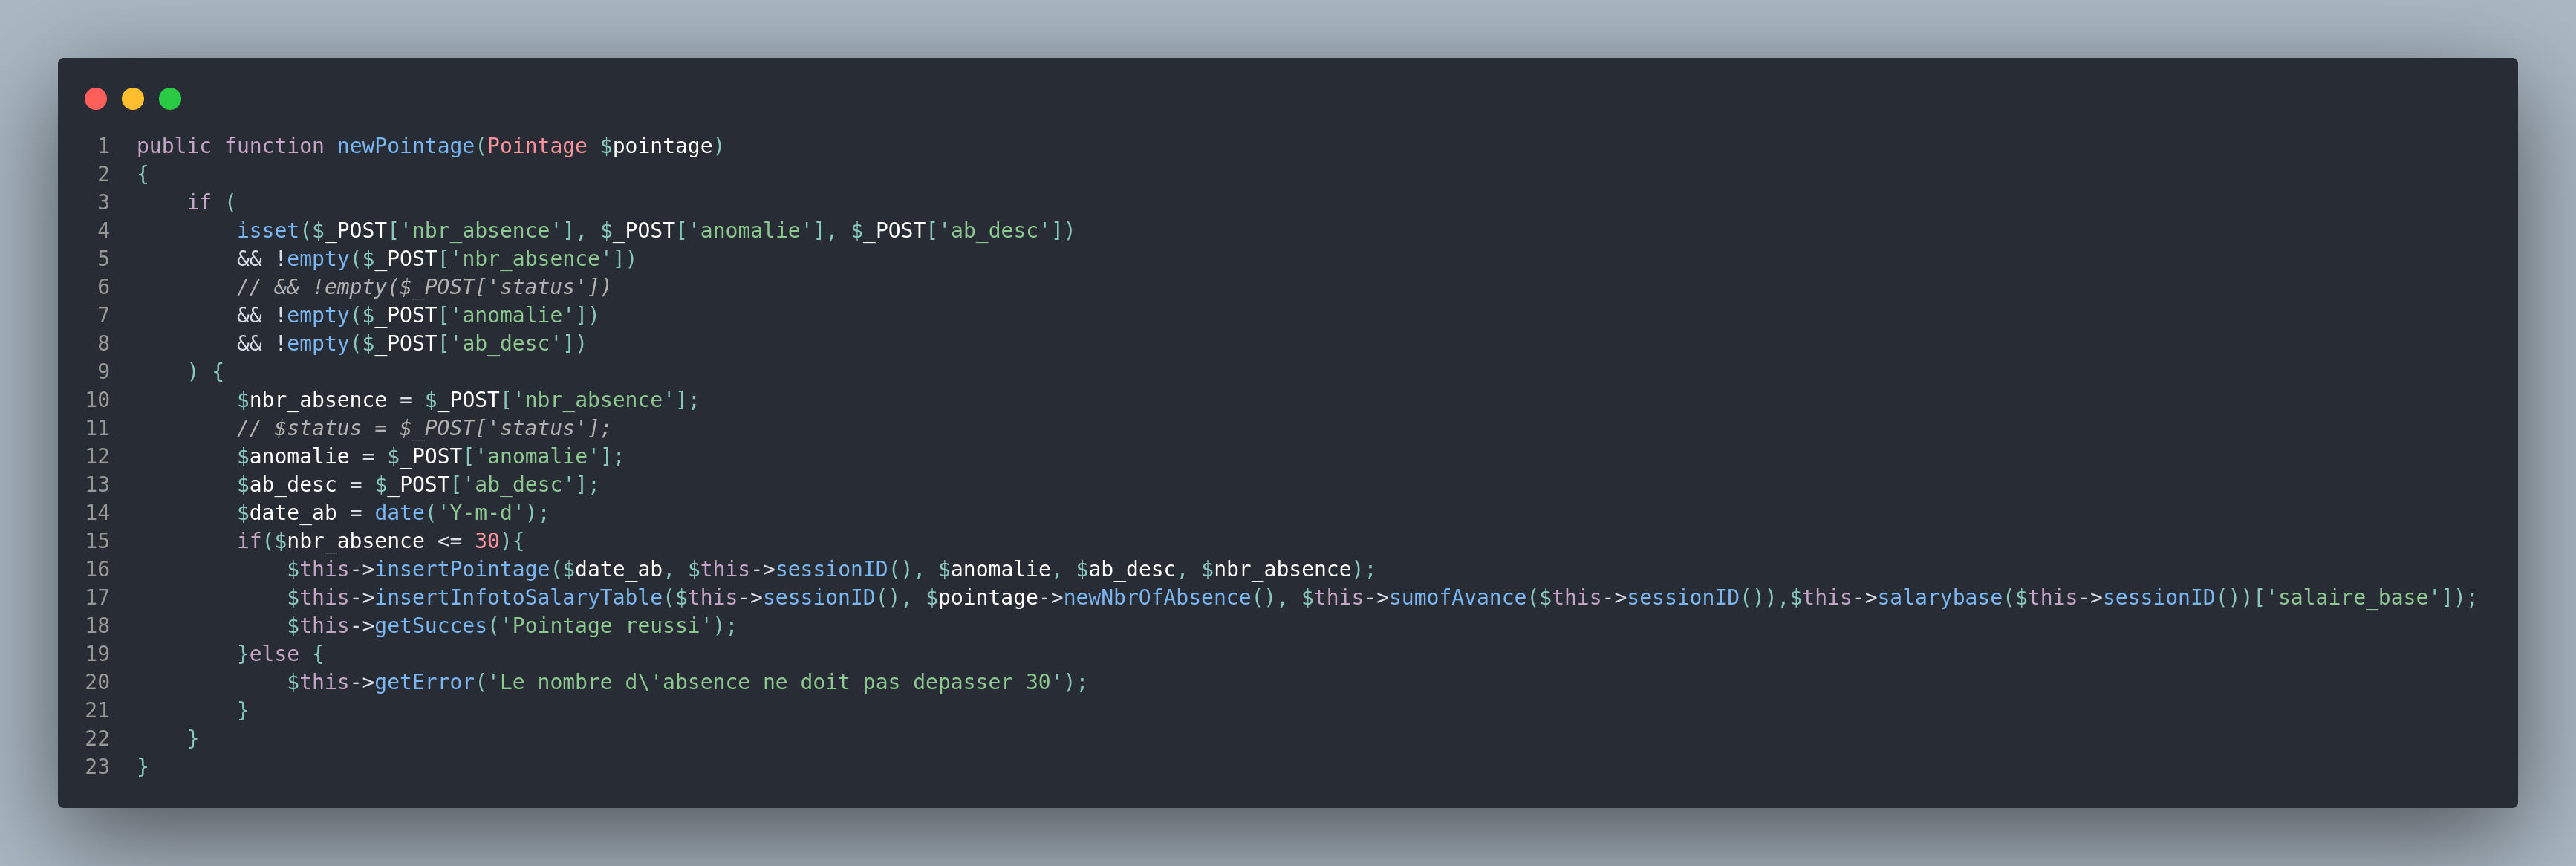 1 public function newPointage(Pointage $pointage)
2 {
3     if (
4         isset($_POST['nbr_absence'], $_POST['anomalie'], $_POST['ab_desc'])
5         && !empty($_POST['nbr_absence'])
6         // && !empty($_POST['status'])
7         && !empty($_POST['anomalie'])
8         && !empty($_POST['ab_desc'])
9     ) {
10         $nbr_absence = $_POST['nbr_absence'];
11         // $status = $_POST['status'];
12         $anomalie = $_POST['anomalie'];
13         $ab_desc = $_POST['ab_desc'];
14         $date_ab = date('Y-m-d');
15         if($nbr_absence <= 30){
16             $this->insertPointage($date_ab, $this->sessionID(), $anomalie, $ab_desc, $nbr_absence);
17             $this->insertInfotoSalaryTable($this->sessionID(), $pointage->newNbrOfAbsence(), $this->sumofAvance($this->sessionID()),$this->salarybase($this->sessionID())['salaire_base']);
18             $this->getSucces('Pointage reussi');
19         }else {
20             $this->getError('Le nombre d\'absence ne doit pas depasser 30');
21         }
22     }
23 }